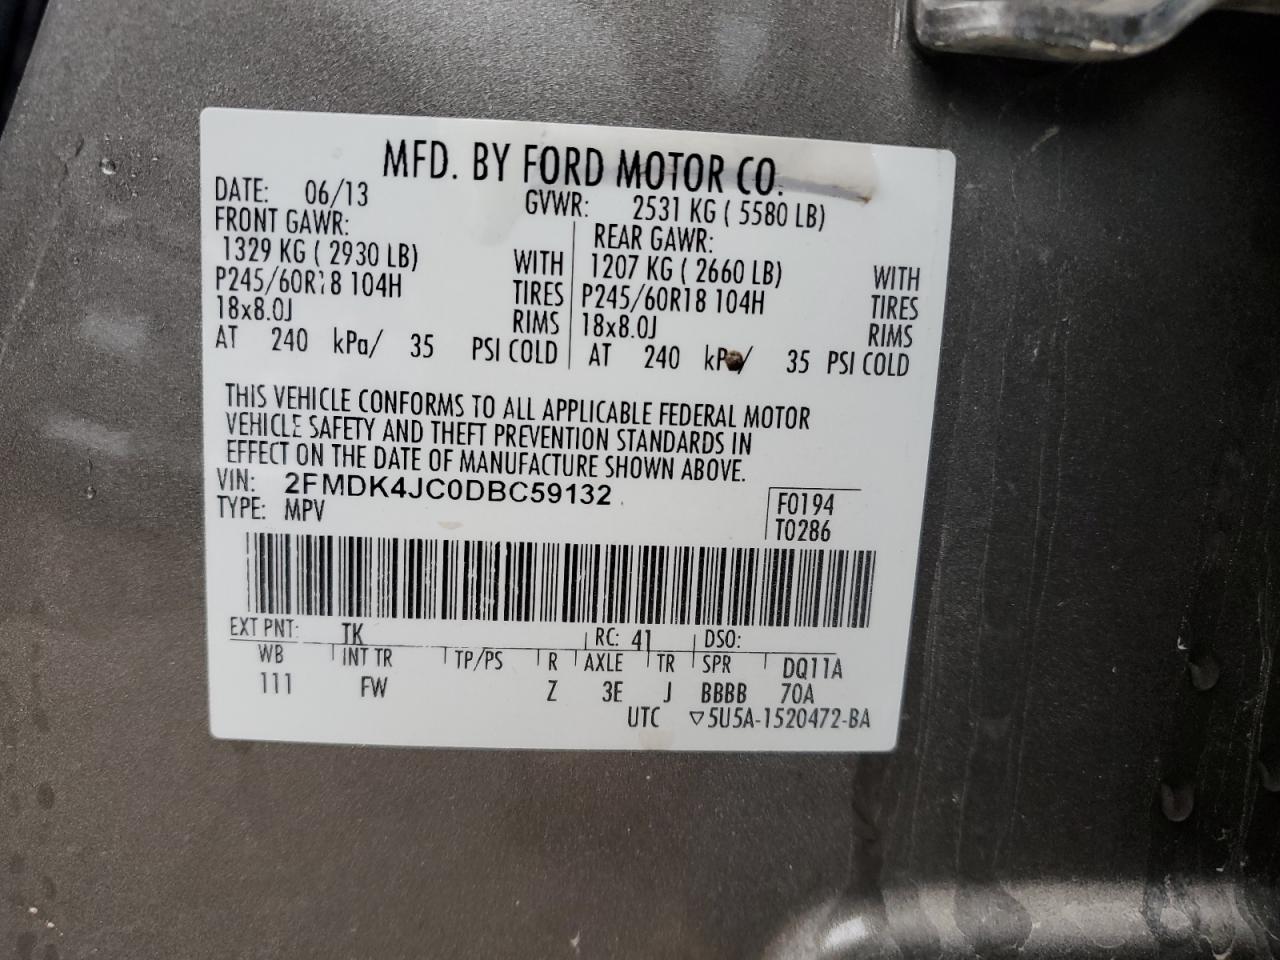 MFD. BY FORD MOTOR CO.
DATE: 06/13 GVWR: 2531 KG ( 5580 LB)
FRONT GAWR: REAR GAWR:
1329 KG ( 2930 LB) WITH 1207 KG ( 2660 LB) WITH
P245/60R18 104H TIRES P245/60R18 104H TIRES
18x8.0J RIMS 18x8.0J RIMS
AT 240 kPa/ 35 PSI COLD AT 240 kPa/ 35 PSI COLD
THIS VEHICLE CONFORMS TO ALL APPLICABLE FEDERAL MOTOR
VEHICLE SAFETY AND THEFT PREVENTION STANDARDS IN
EFFECT ON THE DATE OF MANUFACTURE SHOWN ABOVE.
VIN: 2FMDK4JC0DBC59132
TYPE: MPV
F0194
T0286
EXT PNT: TK RC: 41 DSO:
WB INT TR TP/PS R AXLE TR SPR DQ11A
111 FW Z 3E J BBBB 70A
UTC ▽5U5A-1520472-BA